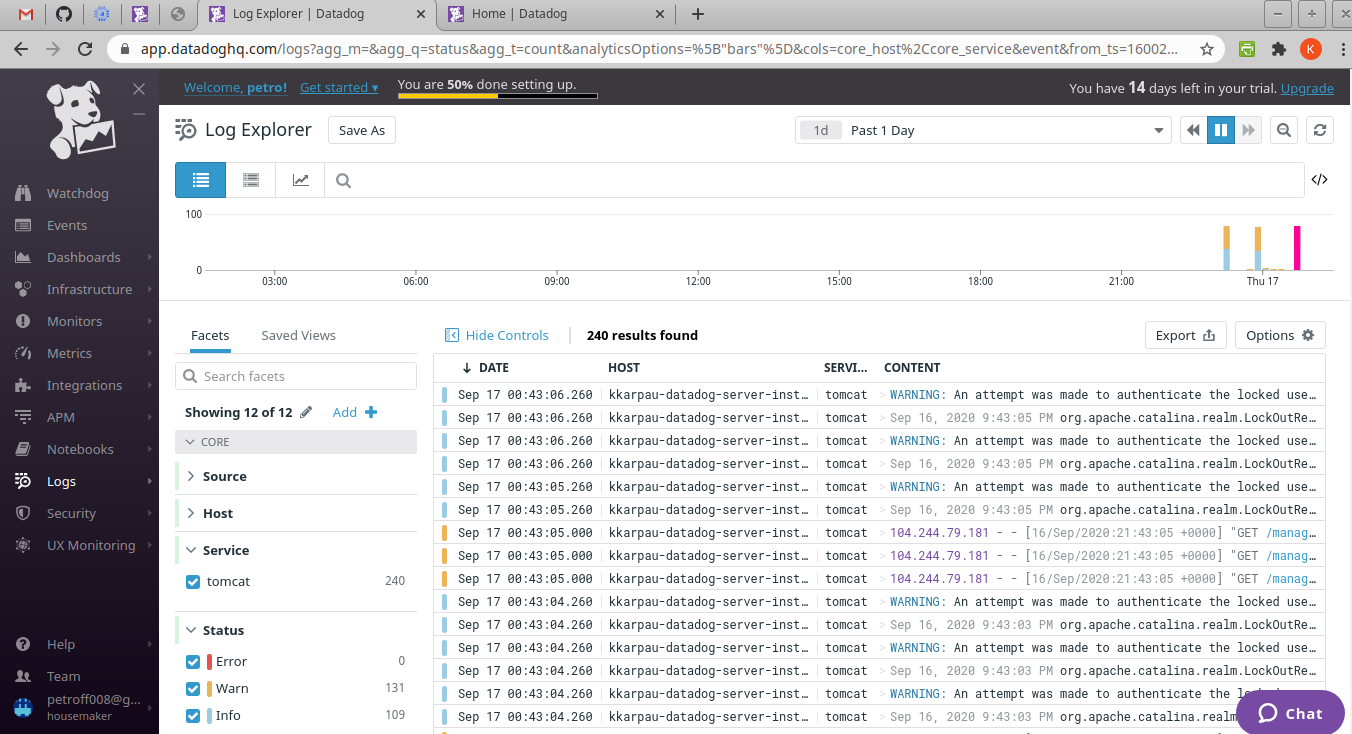 Log Explorer | Datadog
Home | Datadog
app.datadoghq.com/logs?agg_m=&agg_q=status&agg_t=count&analyticsOptions=%5B"bars"%5D&cols=core_host%2Ccore_service&event&from_ts=16002...
K
Welcome, petro! Get started ▾ You are 50% done setting up. You have 14 days left in your trial. Upgrade
Log Explorer Save As 1d Past 1 Day
Watchdog
Events
Dashboards
Infrastructure
Monitors
Metrics
Integrations
APM
Notebooks
Logs
Security
UX Monitoring
Help
Team
petroff008@g...
housemaker
</>
100
0
03:00 06:00 09:00 12:00 15:00 18:00 21:00 Thu 17
Facets Saved Views
Search facets
Showing 12 of 12 Add
CORE
Source
Host
Service
tomcat 240
Status
Error 0
Warn 131
Info 109
Hide Controls 240 results found Export Options
DATE HOST SERVI... CONTENT
Sep 17 00:43:06.260 kkarpau-datadog-server-inst... tomcat > WARNING: An attempt was made to authenticate the locked use...
Sep 17 00:43:06.260 kkarpau-datadog-server-inst... tomcat > Sep 16, 2020 9:43:05 PM org.apache.catalina.realm.LockOutRe...
Sep 17 00:43:06.260 kkarpau-datadog-server-inst... tomcat > WARNING: An attempt was made to authenticate the locked use...
Sep 17 00:43:06.260 kkarpau-datadog-server-inst... tomcat > Sep 16, 2020 9:43:05 PM org.apache.catalina.realm.LockOutRe...
Sep 17 00:43:05.260 kkarpau-datadog-server-inst... tomcat > WARNING: An attempt was made to authenticate the locked use...
Sep 17 00:43:05.260 kkarpau-datadog-server-inst... tomcat > Sep 16, 2020 9:43:05 PM org.apache.catalina.realm.LockOutRe...
Sep 17 00:43:05.000 kkarpau-datadog-server-inst... tomcat > 104.244.79.181 - - [16/Sep/2020:21:43:05 +0000] "GET /manag...
Sep 17 00:43:05.000 kkarpau-datadog-server-inst... tomcat > 104.244.79.181 - - [16/Sep/2020:21:43:05 +0000] "GET /manag...
Sep 17 00:43:05.000 kkarpau-datadog-server-inst... tomcat > 104.244.79.181 - - [16/Sep/2020:21:43:05 +0000] "GET /manag...
Sep 17 00:43:04.260 kkarpau-datadog-server-inst... tomcat > WARNING: An attempt was made to authenticate the locked use...
Sep 17 00:43:04.260 kkarpau-datadog-server-inst... tomcat > Sep 16, 2020 9:43:03 PM org.apache.catalina.realm.LockOutRe...
Sep 17 00:43:04.260 kkarpau-datadog-server-inst... tomcat > WARNING: An attempt was made to authenticate the locked use...
Sep 17 00:43:04.260 kkarpau-datadog-server-inst... tomcat > Sep 16, 2020 9:43:03 PM org.apache.catalina.realm.LockOutRe...
Sep 17 00:43:04.260 kkarpau-datadog-server-inst... tomcat > WARNING: An attempt was made to authenticate the
Sep 17 00:43:04.260 kkarpau-datadog-server-inst... tomcat > Sep 16, 2020 9:43:03 PM org.apache.catalina.realm
Chat